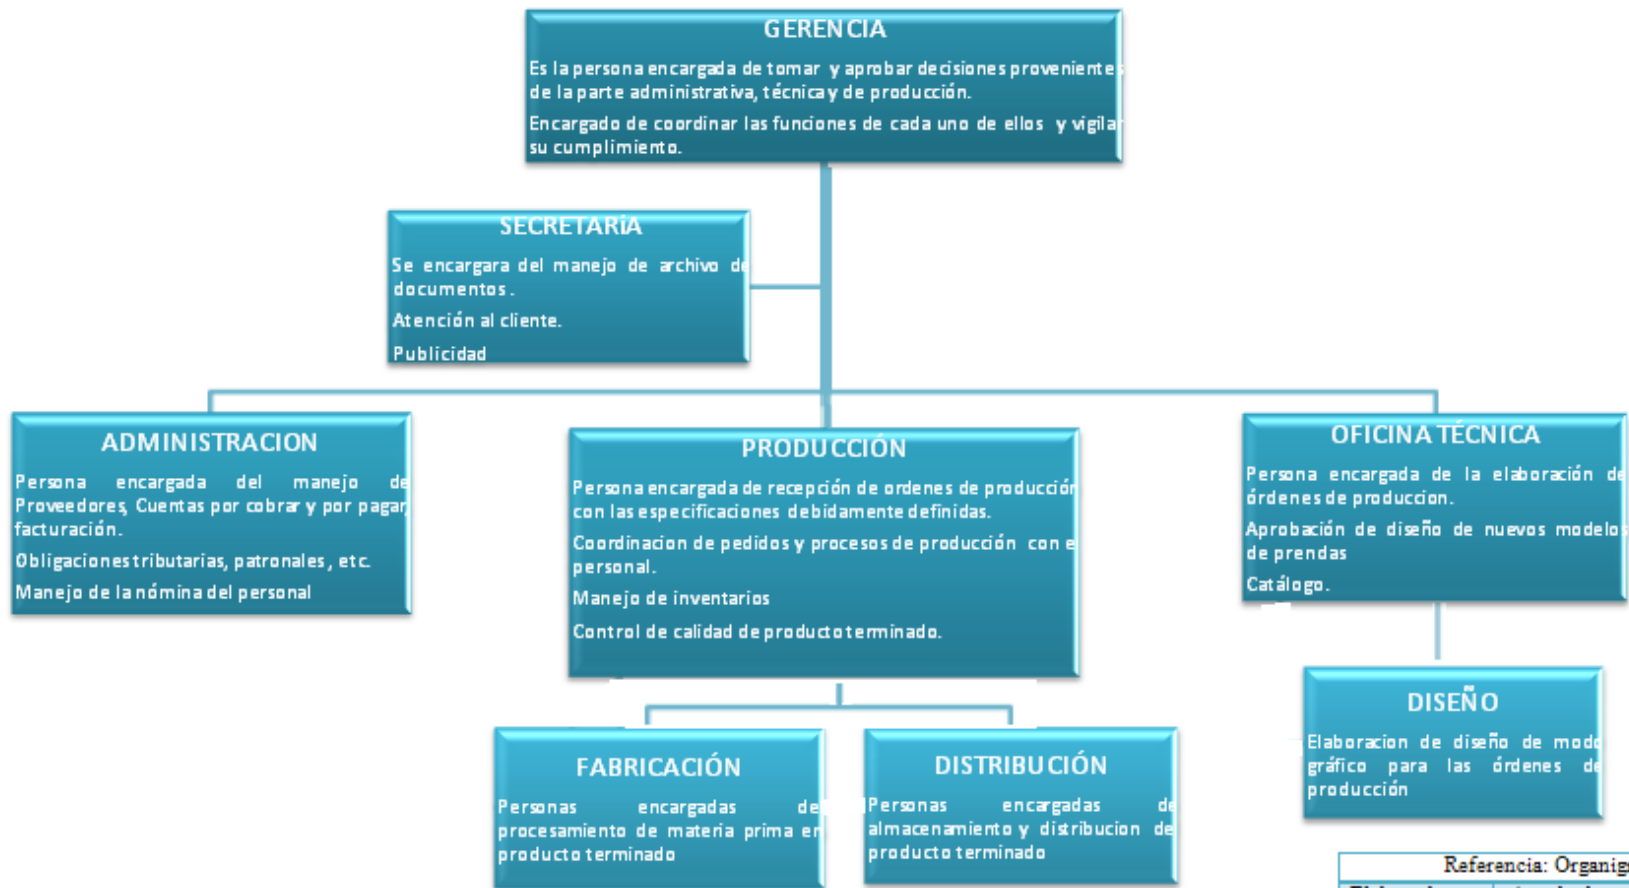 GERENCIA
Es la persona encargada de tomar y aprobar decisiones provenientes
de la parte administrativa, técnica y de producción.
Encargado de coordinar las funciones de cada uno de ellos y vigilar
su cumplimiento.
SECRETARíA
Se encargara del manejo de archivo de
documentos.
Atención al cliente.
Publicidad
ADMINISTRACION
Persona encargada del manejo de
Proveedores, Cuentas por cobrar y por pagar,
facturación.
Obligaciones tributarias, patronales, etc.
Manejo de la nómina del personal
PRODUCCIÓN
Persona encargada de recepción de ordenes de producción
con las especificaciones debidamente definidas.
Coordinacion de pedidos y procesos de producción con e
personal.
Manejo de inventarios
Control de calidad de producto terminado.
OFICINA TÉCNICA
Persona encargada de la elaboración de
órdenes de produccion.
Aprobación de diseño de nuevos modelos
de prendas
Catálogo.
FABRICACIÓN
Personas encargadas de
procesamiento de materia prima en
producto terminado
DISTRIBUCIÓN
Personas encargadas de
almacenamiento y distribucion de
producto terminado
DISEÑO
Elaboracion de diseño de modo
gráfico para las órdenes de
producción
Referencia: Organig